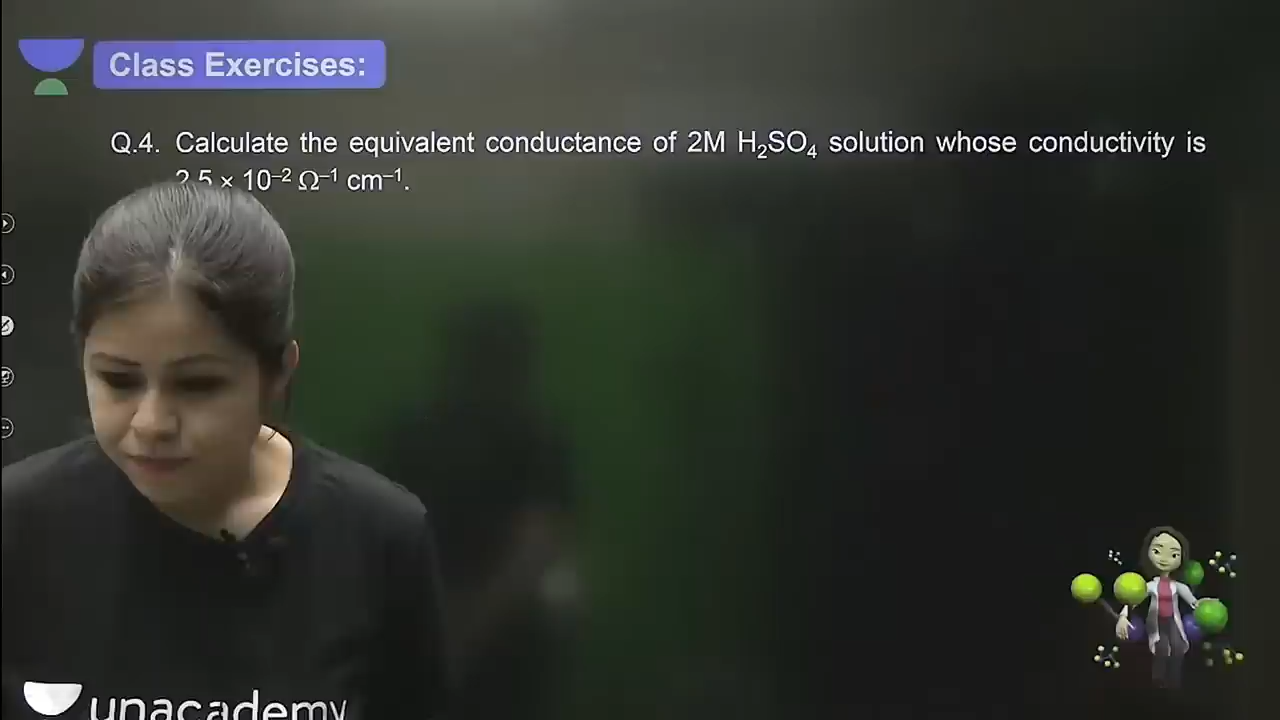 Class Exercises:
Q.4. Calculate the equivalent conductance of 2M H₂SO₄ solution whose conductivity is
2.5 × 10⁻² Ω⁻¹ cm⁻¹.
unacademy